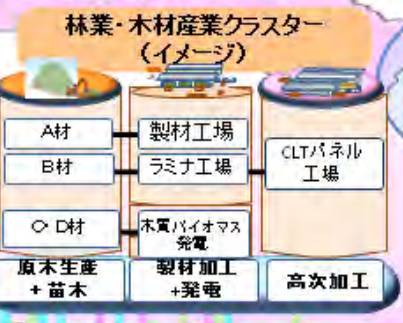 林業・木材産業クラスター
(イメージ)
A材
製材工場
B材
ラミナ工場
CLTパネル
工場
C・D材
木質バイオマス
発電
原木生産
+苗木
製材加工
+発電
高次加工